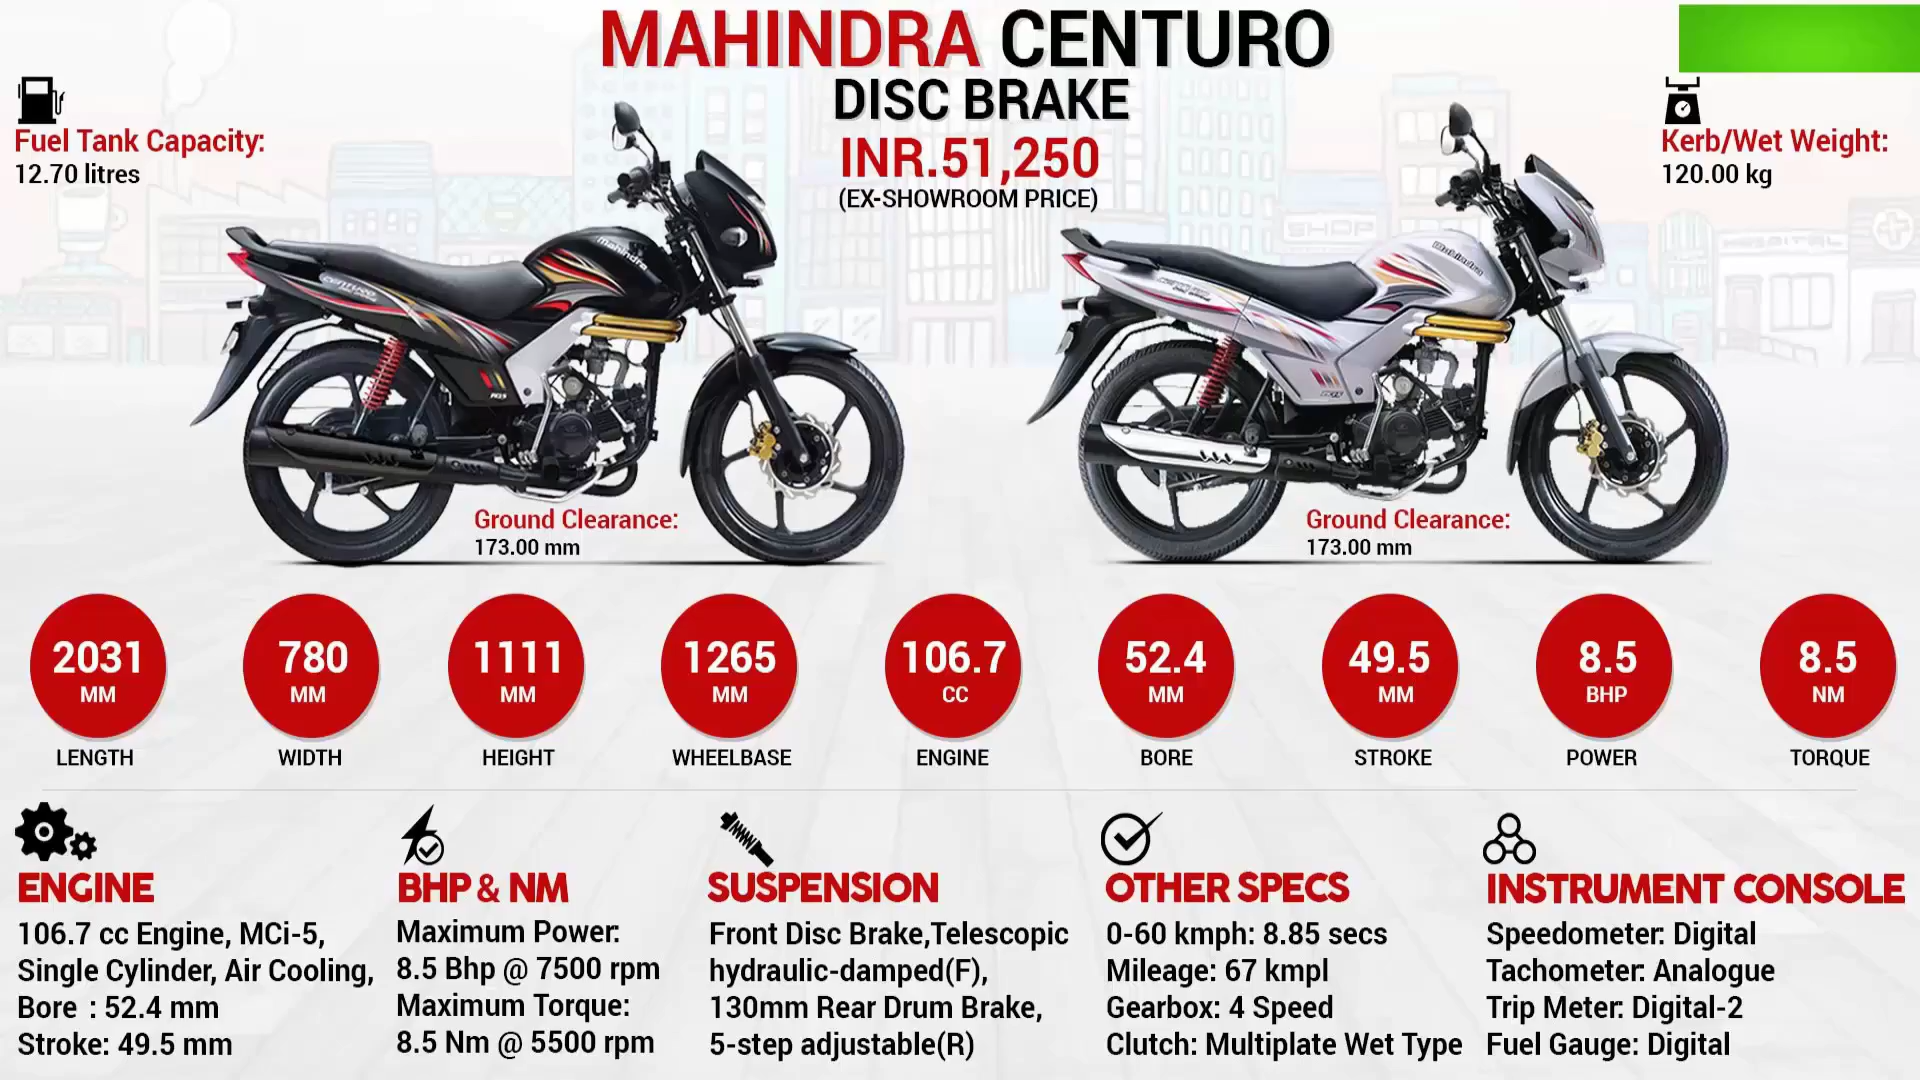 MAHINDRA CENTURO
DISC BRAKE
INR.51,250
(EX-SHOWROOM PRICE)
Fuel Tank Capacity:
12.70 litres
Kerb/Wet Weight:
120.00 kg
SHOP
mahindra
CENTURO
Mahindra
Ground Clearance:
173.00 mm
Ground Clearance:
173.00 mm
2031
MM
LENGTH
780
MM
WIDTH
1111
MM
HEIGHT
1265
MM
WHEELBASE
106.7
CC
ENGINE
52.4
MM
BORE
49.5
MM
STROKE
8.5
BHP
POWER
8.5
NM
TORQUE
ENGINE
106.7 cc Engine, MCi-5,
Single Cylinder, Air Cooling,
Bore : 52.4 mm
Stroke: 49.5 mm
BHP & NM
Maximum Power:
8.5 Bhp @ 7500 rpm
Maximum Torque:
8.5 Nm @ 5500 rpm
SUSPENSION
Front Disc Brake,Telescopic
hydraulic-damped(F),
130mm Rear Drum Brake,
5-step adjustable(R)
OTHER SPECS
0-60 kmph: 8.85 secs
Mileage: 67 kmpl
Gearbox: 4 Speed
Clutch: Multiplate Wet Type
INSTRUMENT CONSOLE
Speedometer: Digital
Tachometer: Analogue
Trip Meter: Digital-2
Fuel Gauge: Digital